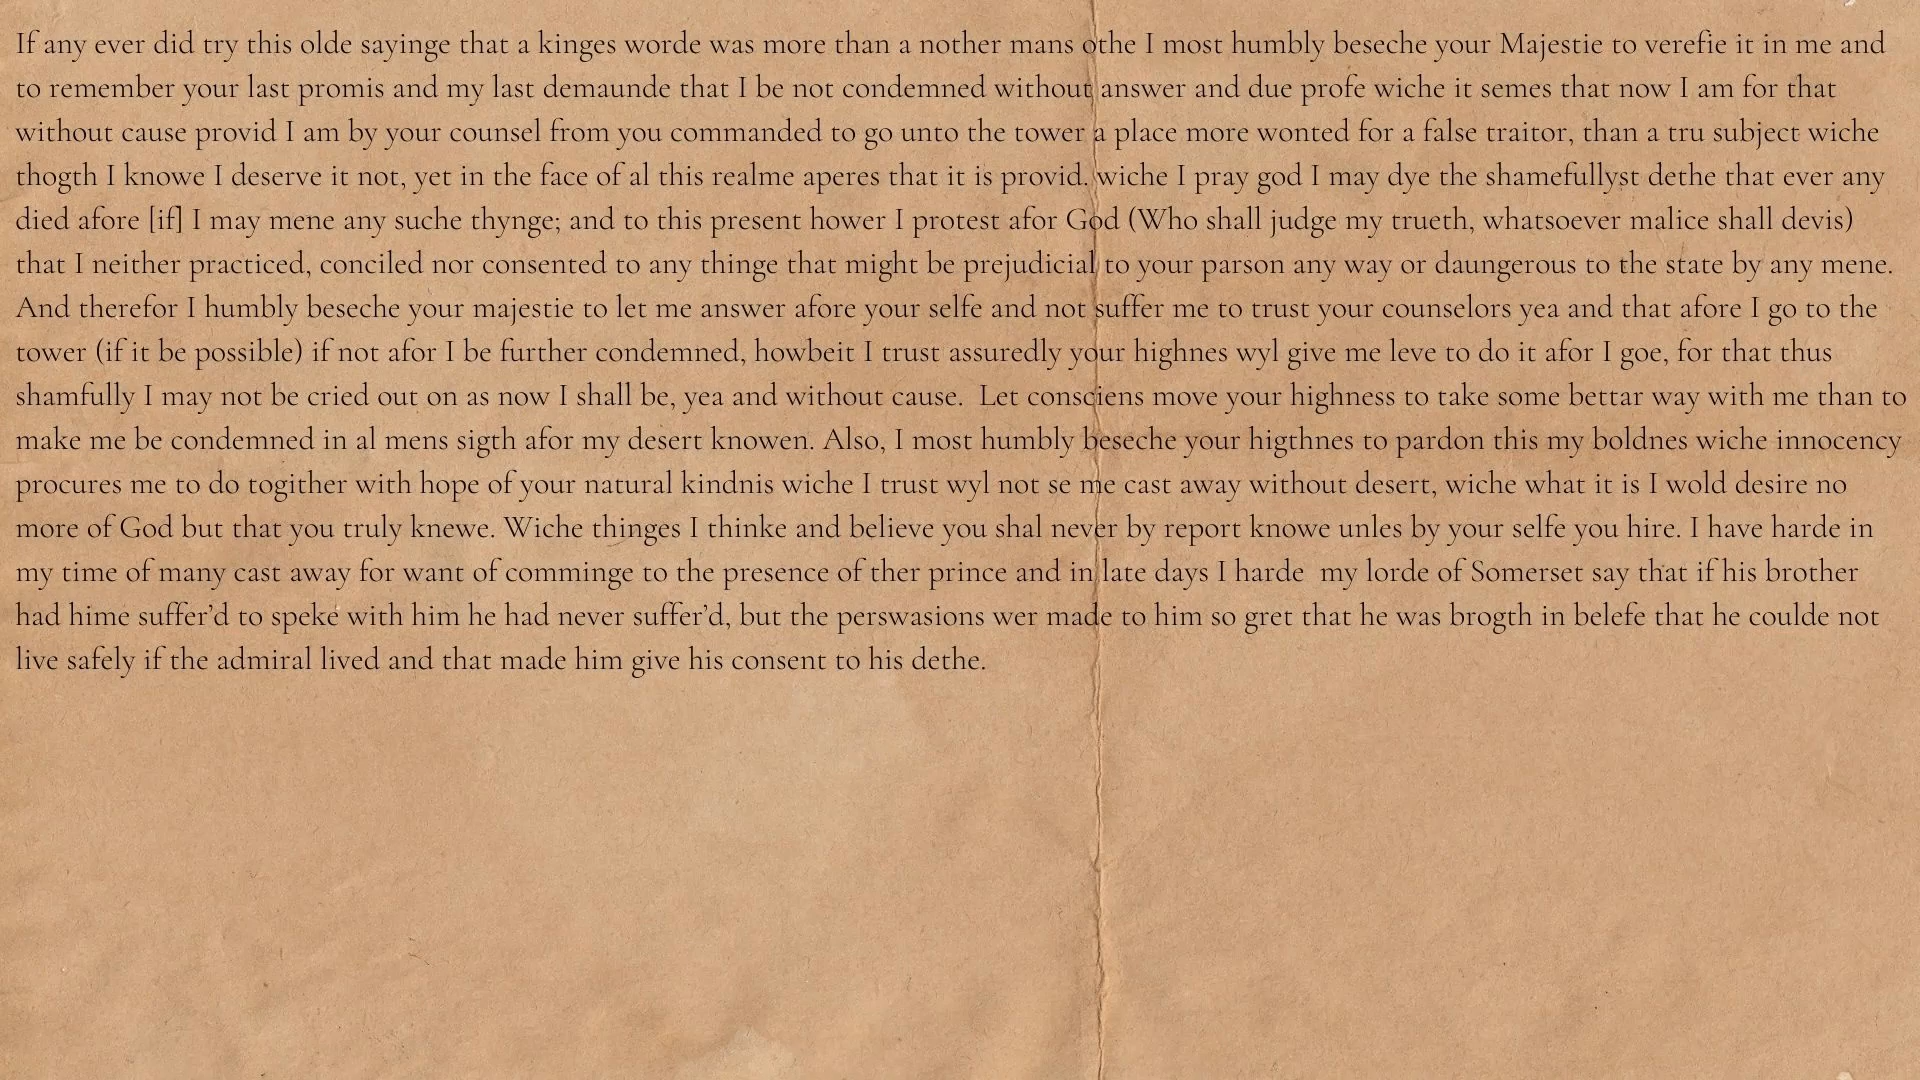 If any ever did try this olde sayinge that a kinges worde was more than a nother mans othe I most humbly beseche your Majestie to verefie it in me and
to remember your last promis and my last demaunde that I be not condemned without answer and due profe wiche it semes that now I am for that
without cause provid I am by your counsel from you commanded to go unto the tower a place more wonted for a false traitor, than a tru subject wiche
thogth I knowe I deserve it not, yet in the face of al this realme aperes that it is provid. wiche I pray god I may dye the shamefullyst dethe that ever any
died afore [if] I may mene any suche thynge; and to this present hower I protest afor God (Who shall judge my trueth, whatsoever malice shall devis)
that I neither practiced, conciled nor consented to any thinge that might be prejudicial to your parson any way or daungerous to the state by any mene.
And therefor I humbly beseche your majestie to let me answer afore your selfe and not suffer me to trust your counselors yea and that afore I go to the
tower (if it be possible) if not afor I be further condemned, howbeit I trust assuredly your highnes wyl give me leve to do it afor I goe, for that thus
shamfully I may not be cried out on as now I shall be, yea and without cause.  Let consciens move your highness to take some bettar way with me than to
make me be condemned in al mens sigth afor my desert knowen. Also, I most humbly beseche your higthnes to pardon this my boldnes wiche innocency
procures me to do togither with hope of your natural kindnis wiche I trust wyl not se me cast away without desert, wiche what it is I wold desire no
more of God but that you truly knewe. Wiche thinges I thinke and believe you shal never by report knowe unles by your selfe you hire. I have harde in
my time of many cast away for want of comminge to the presence of ther prince and in late days I harde  my lorde of Somerset say that if his brother
had hime suffer'd to speke with him he had never suffer'd, but the perswasions wer made to him so gret that he was brogth in belefe that he coulde not
live safely if the admiral lived and that made him give his consent to his dethe.